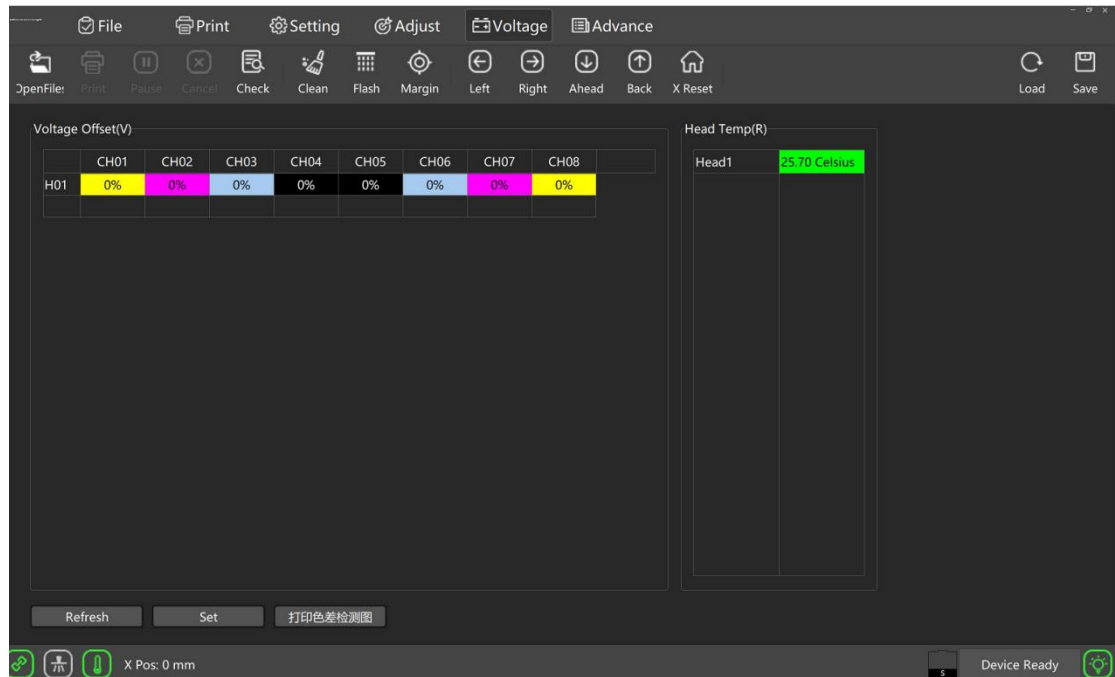 File Print Setting Adjust Voltage Advance
OpenFiles Print Pause Cancel Check Clean Flash Margin Left Right Ahead Back X Reset Load Save
Voltage Offset(V)
CH01 CH02 CH03 CH04 CH05 CH06 CH07 CH08
H01 0% 0% 0% 0% 0% 0% 0% 0%
Head Temp(R)
Head1 25.70 Celsius
Refresh Set 打印色差检测图
X Pos: 0 mm S Device Ready